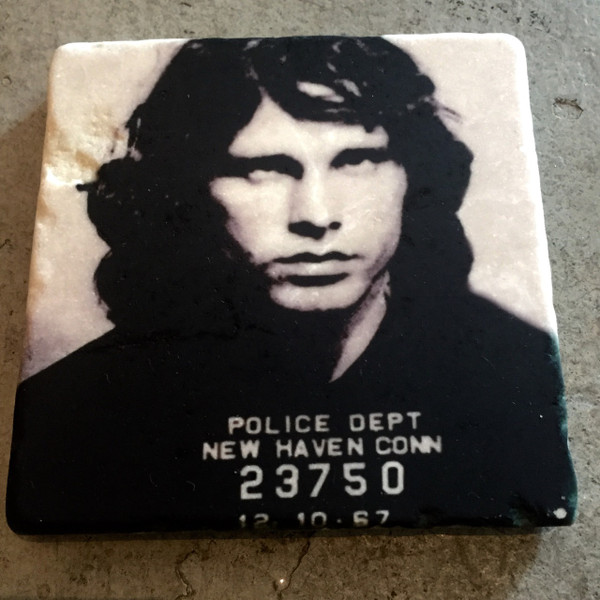 POLICE DEPT
NEW HAVEN CONN
23750
12 · 10 · 67